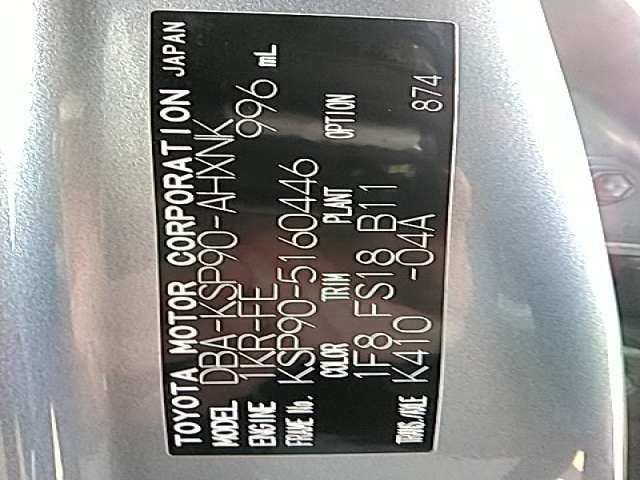 TOYOTA MOTOR CORPORATION JAPAN
MODEL DBA-KSP90-AHXNK
ENGINE 1KR-FE 996 mL
FRAME No. KSP90-5160446
COLOR TRIM PLANT OPTION
1F8 FS18 B11
TRANS./AXLE K410 -04A 874